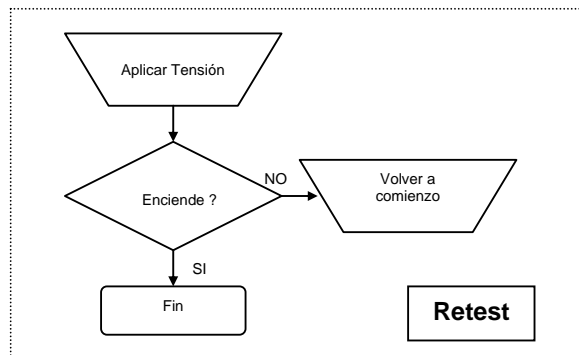 Aplicar Tensión
Enciende ?
NO
Volver a
comienzo
SI
Fin
Retest